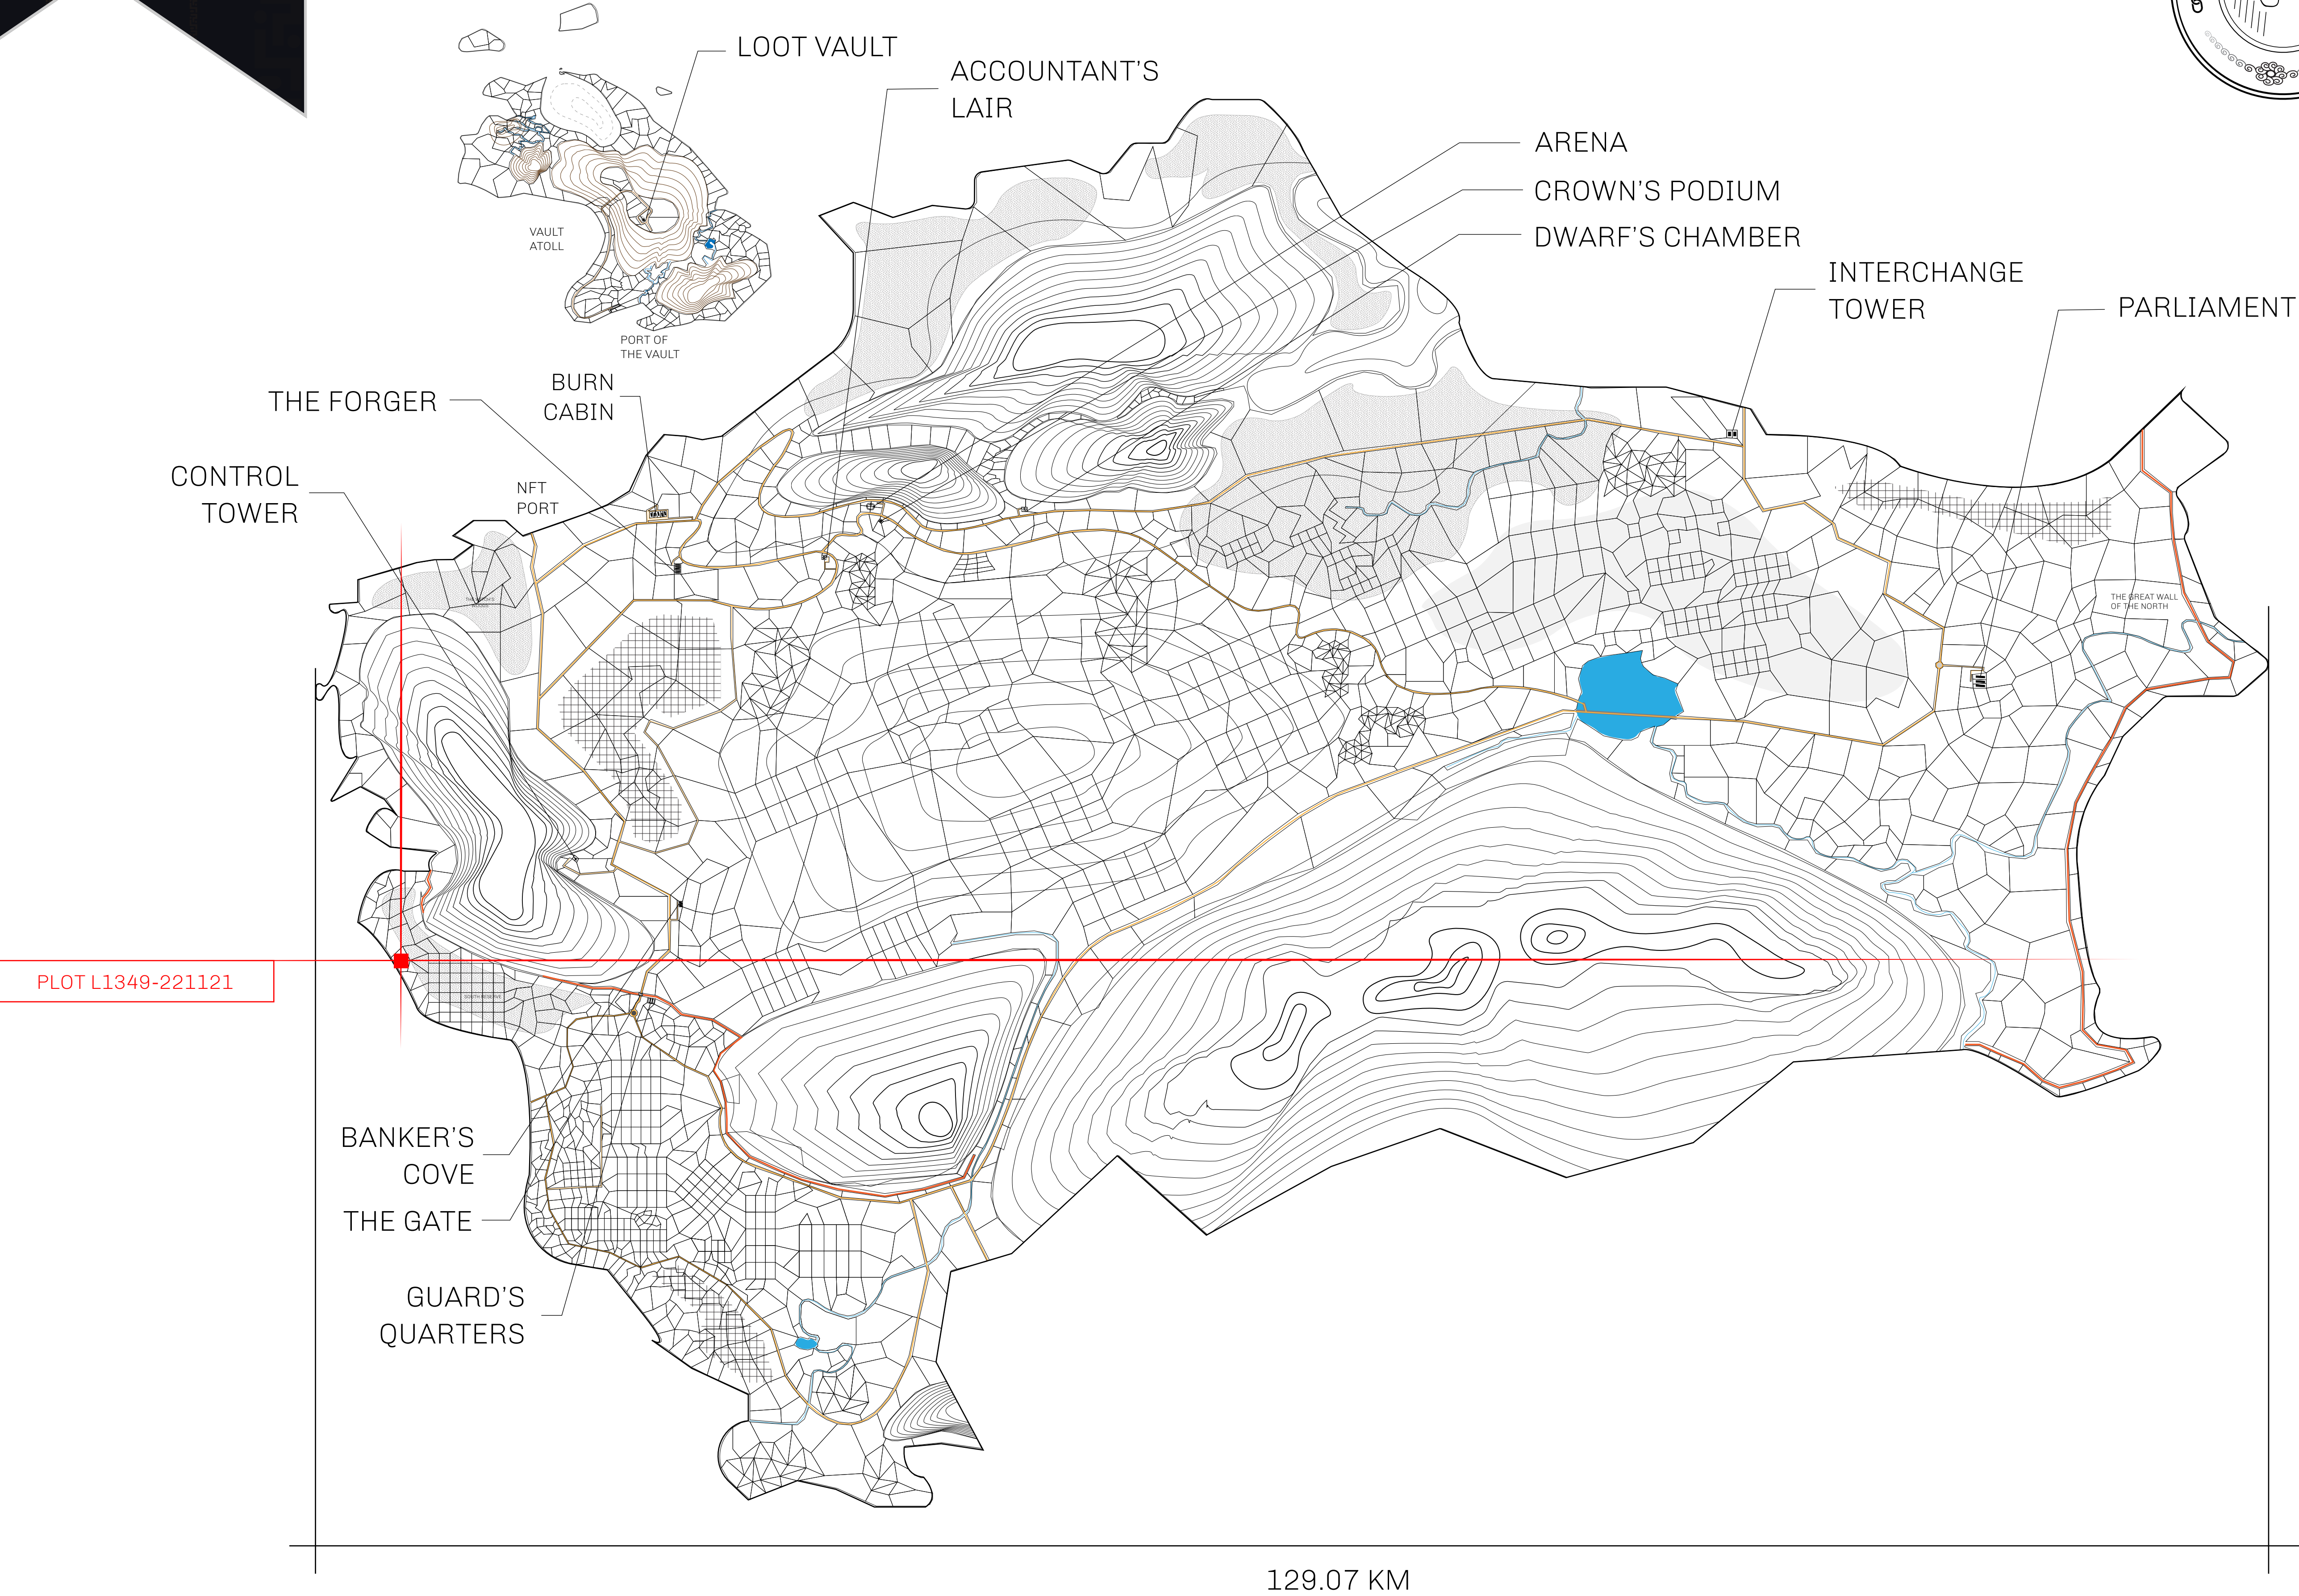 LOOT VAULT
ACCOUNTANT'S
LAIR
ARENA
CROWN'S PODIUM
DWARF'S CHAMBER
INTERCHANGE
TOWER
PARLIAMENT
VAULT
ATOLL
PORT OF
THE VAULT
BURN
CABIN
THE FORGER
CONTROL
TOWER
NFT
PORT
THE GREAT WALL
OF THE NORTH
PLOT L1349-221121
SOUTH RESERVE
BANKER'S
COVE
THE GATE
GUARD'S
QUARTERS
129.07 KM